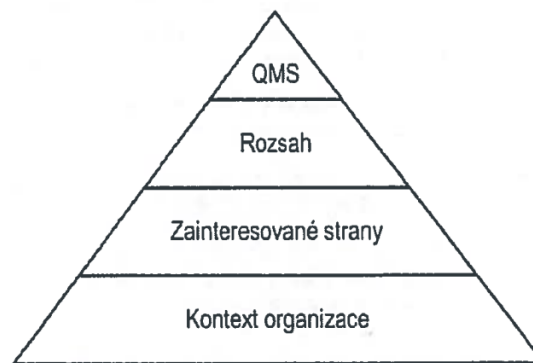 QMS
Rozsah
Zainteresované strany
Kontext organizace